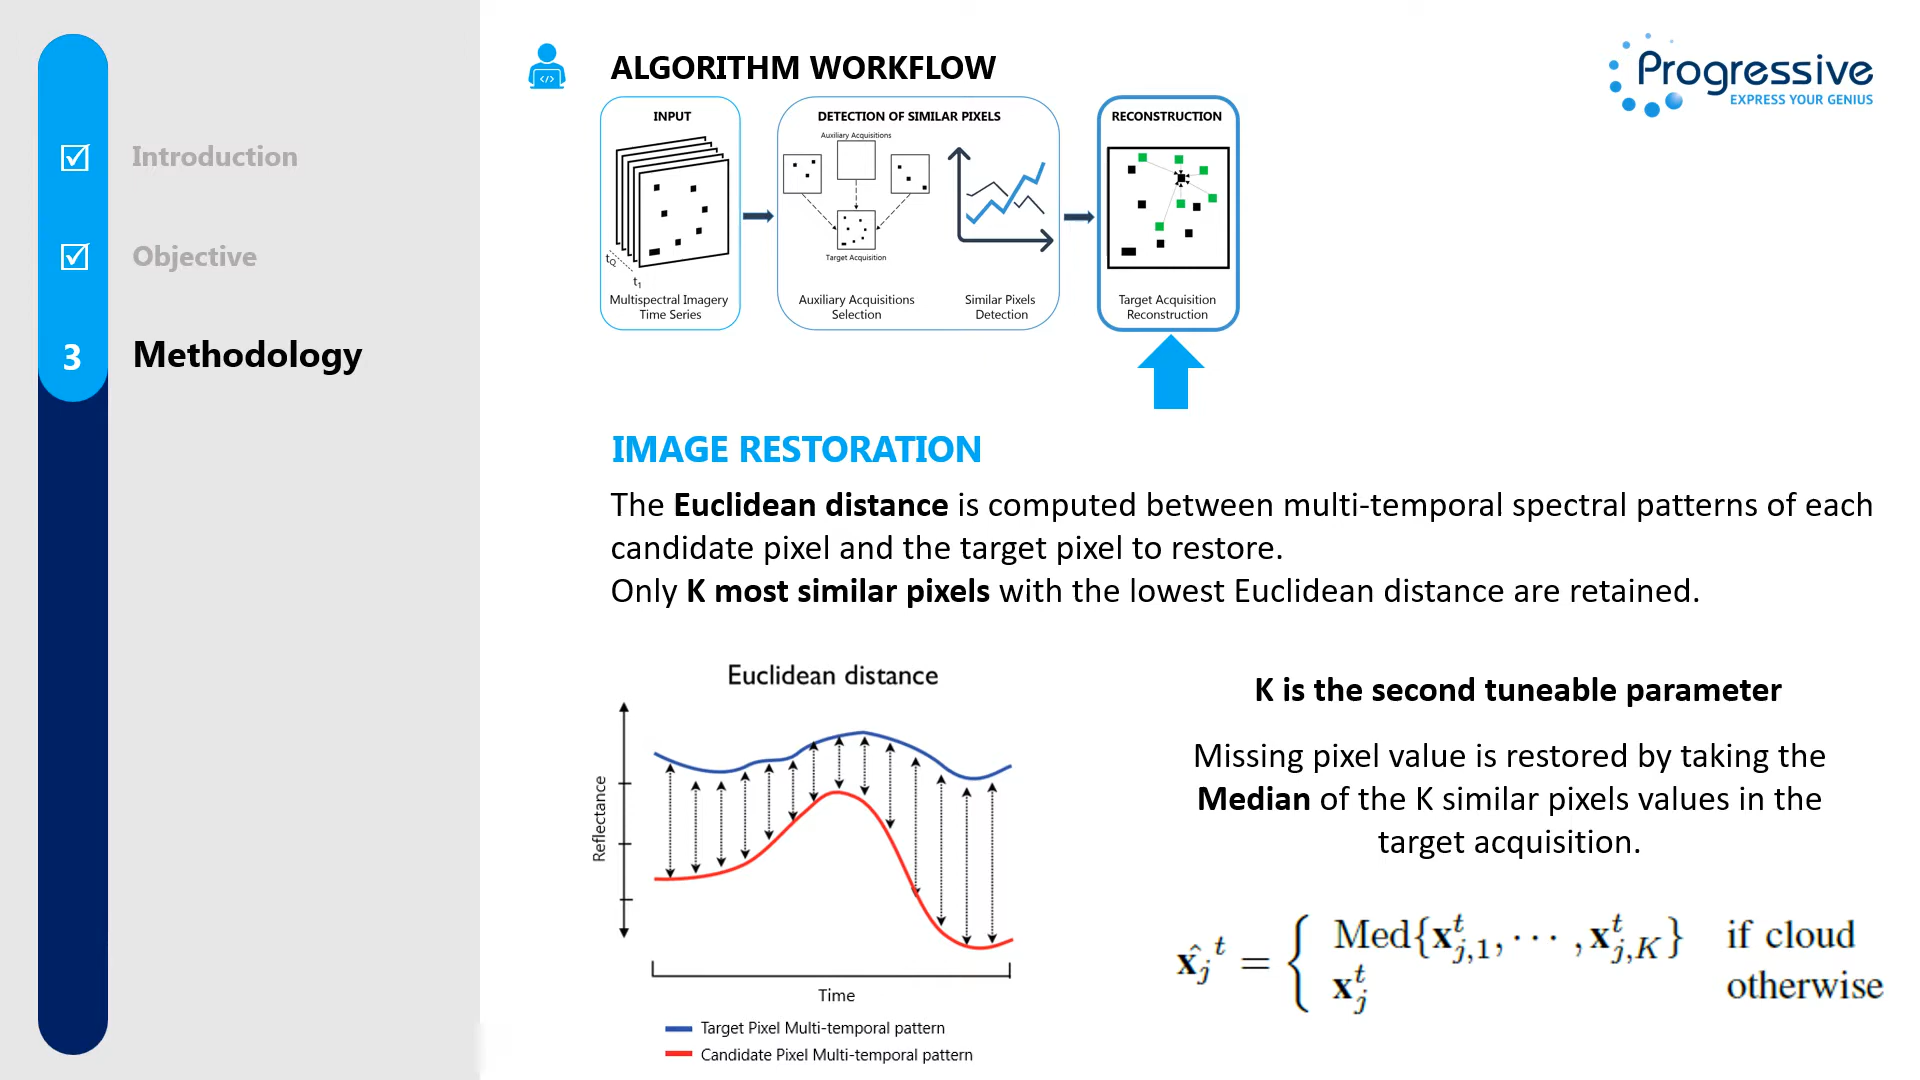 Introduction
Objective
3
Methodology
ALGORITHM WORKFLOW
Progressive
EXPRESS YOUR GENIUS
INPUT
tQ
t1
Multispectral Imagery
Time Series
DETECTION OF SIMILAR PIXELS
Auxiliary Acquisitions
Target Acquisition
Auxiliary Acquisitions
Selection
Similar Pixels
Detection
RECONSTRUCTION
Target Acquisition
Reconstruction
IMAGE RESTORATION
The Euclidean distance is computed between multi-temporal spectral patterns of each
candidate pixel and the target pixel to restore.
Only K most similar pixels with the lowest Euclidean distance are retained.
Euclidean distance
Reflectance
Time
Target Pixel Multi-temporal pattern
Candidate Pixel Multi-temporal pattern
K is the second tuneable parameter
Missing pixel value is restored by taking the
Median of the K similar pixels values in the
target acquisition.
x̂_j^t = { Med{x_{j,1}^t, ⋯ , x_{j,K}^t} if cloud
x_j^t otherwise